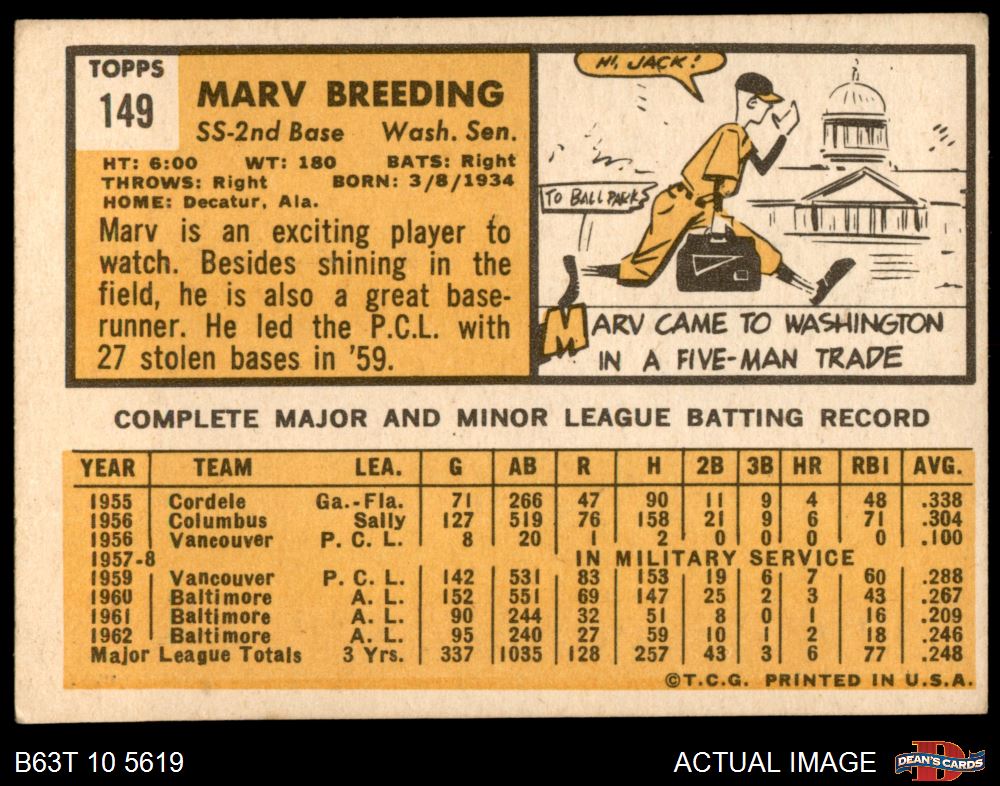 TOPPS
149
MARV BREEDING
SS-2nd Base Wash. Sen.
HT: 6:00 WT: 180 BATS: Right
THROWS: Right BORN: 3/8/1934
HOME: Decatur, Ala.
Marv is an exciting player to
watch. Besides shining in the
field, he is also a great base-
runner. He led the P.C.L. with
27 stolen bases in '59.
HI, JACK!
TO BALL PARKS
MARV CAME TO WASHINGTON
IN A FIVE-MAN TRADE
COMPLETE MAJOR AND MINOR LEAGUE BATTING RECORD
YEAR TEAM LEA. G AB R H 2B 3B HR RBI AVG.
1955 Cordele Ga.-Fla. 71 266 47 90 11 9 4 48 .338
1956 Columbus Sally 127 519 76 158 21 9 6 71 .304
1956 Vancouver P. C. L. 8 20 1 2 0 0 0 0 .100
1957-8 IN MILITARY SERVICE
1959 Vancouver P. C. L. 142 531 83 153 19 6 7 60 .288
1960 Baltimore A. L. 152 551 69 147 25 2 3 43 .267
1961 Baltimore A. L. 90 244 32 51 8 0 1 16 .209
1962 Baltimore A. L. 95 240 27 59 10 1 2 18 .246
Major League Totals 3 Yrs. 337 1035 128 257 43 3 6 77 .248
©T.C.G. PRINTED IN U.S.A.
B63T 10 5619
ACTUAL IMAGE
DEAN'S CARDS